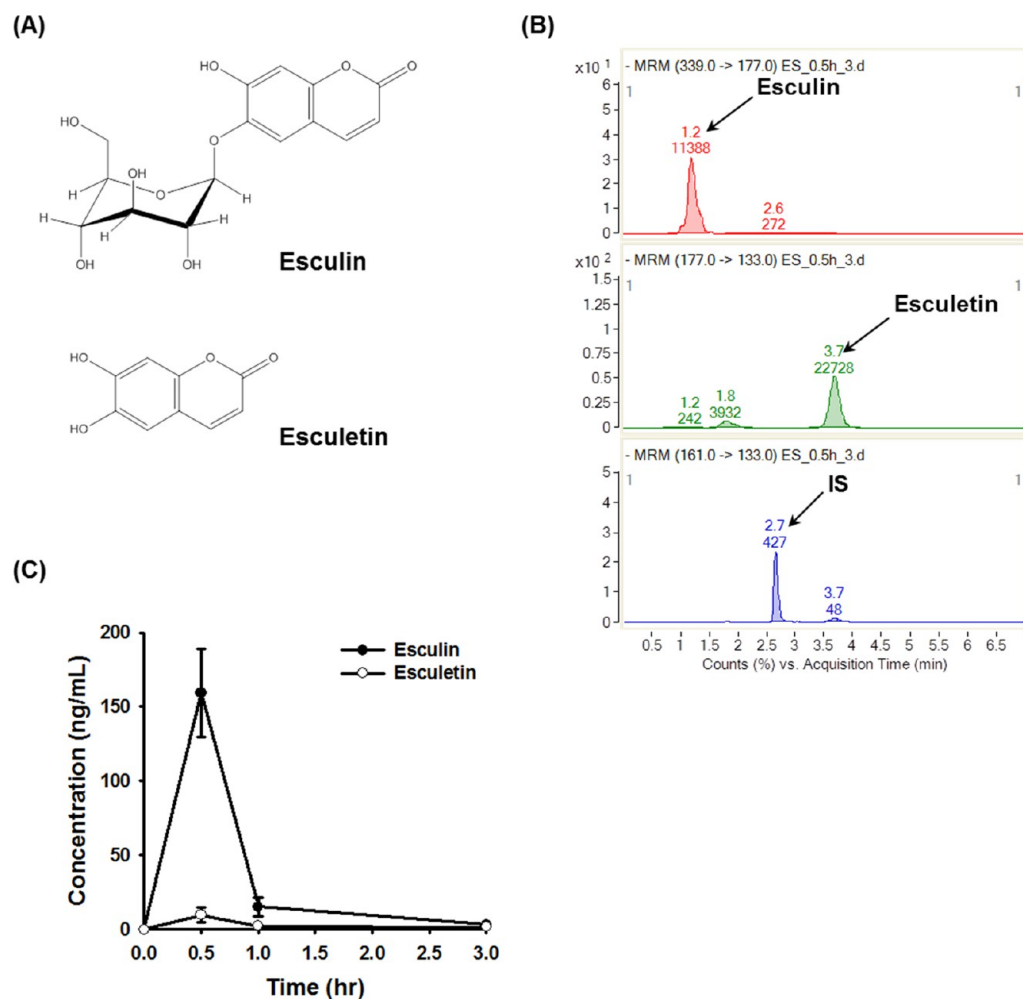 (A)
HO
O
O
O
HO
O
OH
H
H
O
H
HO
H
H
OH
OH
Esculin
HO
O
O
HO
Esculetin
(B)
- MRM (339.0 -> 177.0) ES_0.5h_3.d
x10 1
6
5
4
3
2
1
0
1
1
Esculin
1.2
11388
2.6
272
- MRM (177.0 -> 133.0) ES_0.5h_3.d
x10 2
1.5
1.25
1
0.75
0.5
0.25
0
1
1
Esculetin
1.2
242
1.8
3932
3.7
22728
- MRM (161.0 -> 133.0) ES_0.5h_3.d
5
4
3
2
1
0
1
1
IS
2.7
427
3.7
48
0.5 1 1.5 2 2.5 3 3.5 4 4.5 5 5.5 6 6.5
Counts (%) vs. Acquisition Time (min)
(C)
Concentration (ng/mL)
200
150
100
50
0
Esculin
Esculetin
0.0 0.5 1.0 1.5 2.0 2.5 3.0
Time (hr)